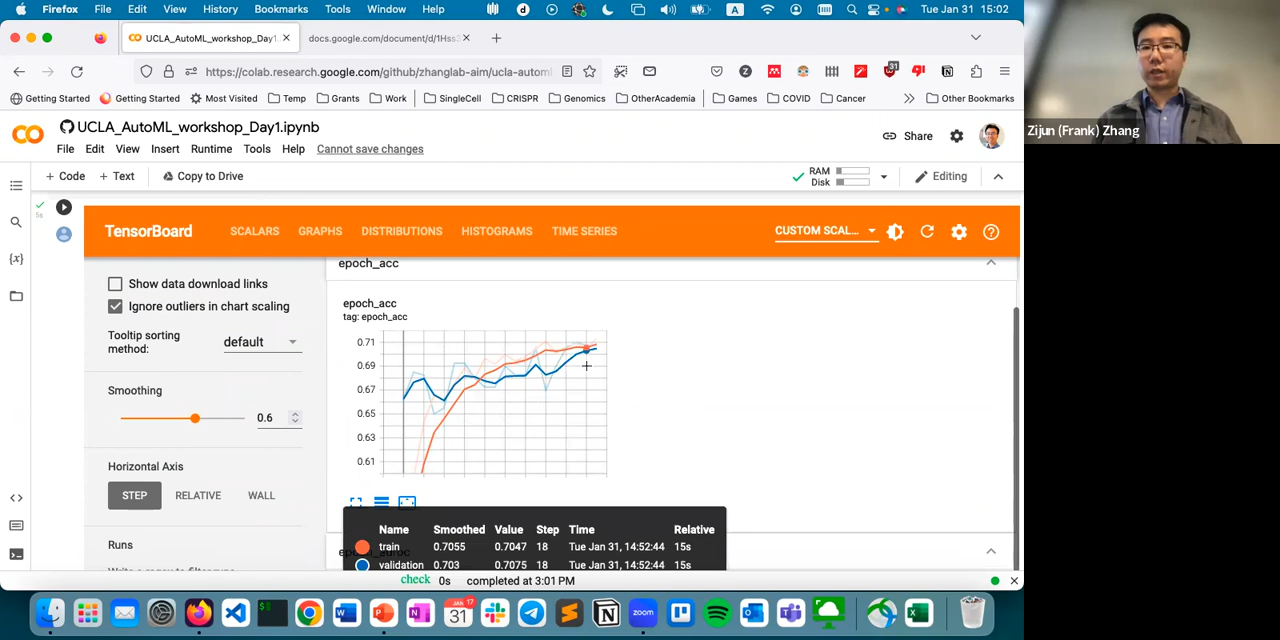 Firefox File Edit View History Bookmarks Tools Window Help A Tue Jan 31 15:02
UCLA_AutoML_workshop_Day1. docs.google.com/document/d/1Hss
https://colab.research.google.com/github/zhanglab-aim/ucla-automl 31
Getting Started Getting Started Most Visited Temp Grants Work SingleCell CRISPR Genomics OtherAcademia Games COVID Cancer Other Bookmarks
Zijun (Frank) Zhang
UCLA_AutoML_workshop_Day1.ipynb
Share
File Edit View Insert Runtime Tools Help Cannot save changes
+ Code + Text Copy to Drive RAM Disk Editing
5s
TensorBoard SCALARS GRAPHS DISTRIBUTIONS HISTOGRAMS TIME SERIES CUSTOM SCAL...
epoch_acc
Show data download links
Ignore outliers in chart scaling
Tooltip sorting method: default
Smoothing
0.6
Horizontal Axis
STEP RELATIVE WALL
Runs
epoch_acc
tag: epoch_acc
0.71
0.69
0.67
0.65
0.63
0.61
Name Smoothed Value Step Time Relative
train 0.7055 0.7047 18 Tue Jan 31, 14:52:44 15s
validation 0.703 0.7075 18 Tue Jan 31, 14:52:44 15s
check 0s completed at 3:01 PM
JAN 17
31
zoom